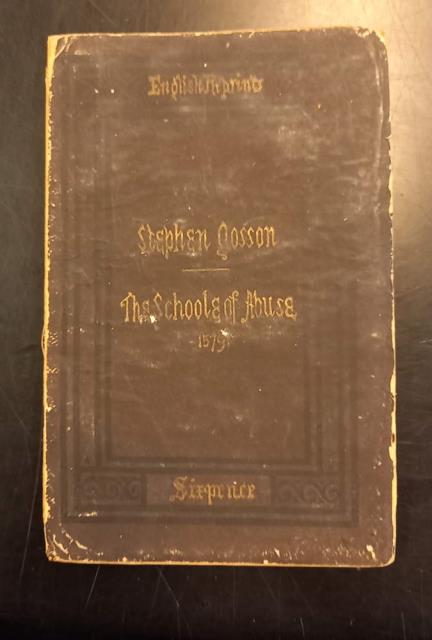 English Reprints
Stephen Gosson
The Schoole of Abuse
1579
Sixpence